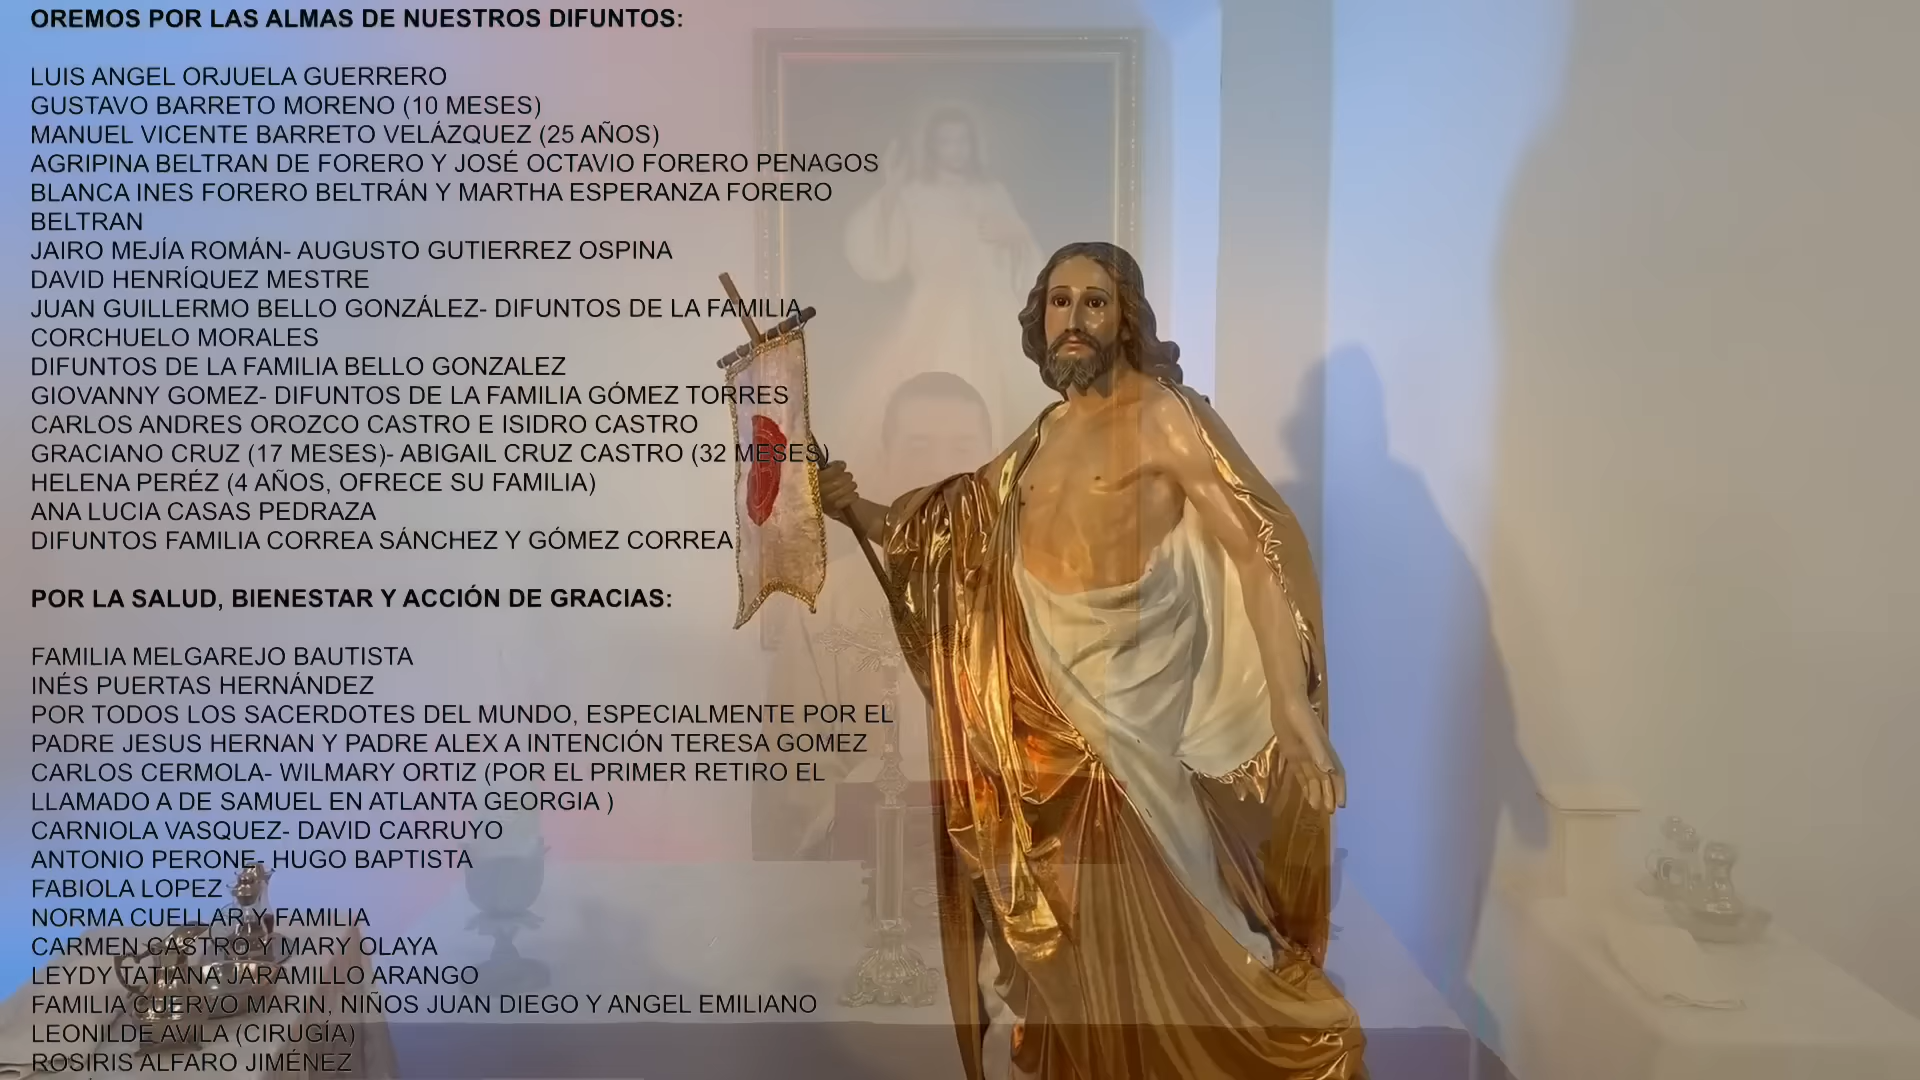 OREMOS POR LAS ALMAS DE NUESTROS DIFUNTOS:
LUIS ANGEL ORJUELA GUERRERO
GUSTAVO BARRETO MORENO (10 MESES)
MANUEL VICENTE BARRETO VELÁZQUEZ (25 AÑOS)
AGRIPINA BELTRAN DE FORERO Y JOSÉ OCTAVIO FORERO PENAGOS
BLANCA INES FORERO BELTRÁN Y MARTHA ESPERANZA FORERO
BELTRAN
JAIRO MEJÍA ROMÁN- AUGUSTO GUTIERREZ OSPINA
DAVID HENRÍQUEZ MESTRE
JUAN GUILLERMO BELLO GONZÁLEZ- DIFUNTOS DE LA FAMILIA
CORCHUELO MORALES
DIFUNTOS DE LA FAMILIA BELLO GONZALEZ
GIOVANNY GOMEZ- DIFUNTOS DE LA FAMILIA GÓMEZ TORRES
CARLOS ANDRES OROZCO CASTRO E ISIDRO CASTRO
GRACIANO CRUZ (17 MESES)- ABIGAIL CRUZ CASTRO (32 MESES)
HELENA PERÉZ (4 AÑOS, OFRECE SU FAMILIA)
ANA LUCIA CASAS PEDRAZA
DIFUNTOS FAMILIA CORREA SÁNCHEZ Y GÓMEZ CORREA
POR LA SALUD, BIENESTAR Y ACCIÓN DE GRACIAS:
FAMILIA MELGAREJO BAUTISTA
INÉS PUERTAS HERNÁNDEZ
POR TODOS LOS SACERDOTES DEL MUNDO, ESPECIALMENTE POR EL
PADRE JESUS HERNAN Y PADRE ALEX A INTENCIÓN TERESA GOMEZ
CARLOS CERMOLA- WILMARY ORTIZ (POR EL PRIMER RETIRO EL
LLAMADO A DE SAMUEL EN ATLANTA GEORGIA )
CARNIOLA VASQUEZ- DAVID CARRUYO
ANTONIO PERONE- HUGO BAPTISTA
FABIOLA LOPEZ
NORMA CUELLAR Y FAMILIA
CARMEN CASTRO Y MARY OLAYA
LEYDY TATIANA JARAMILLO ARANGO
FAMILIA CUERVO MARIN, NIÑOS JUAN DIEGO Y ANGEL EMILIANO
LEONILDE AVILA (CIRUGÍA)
ROSIRIS ALFARO JIMÉNEZ